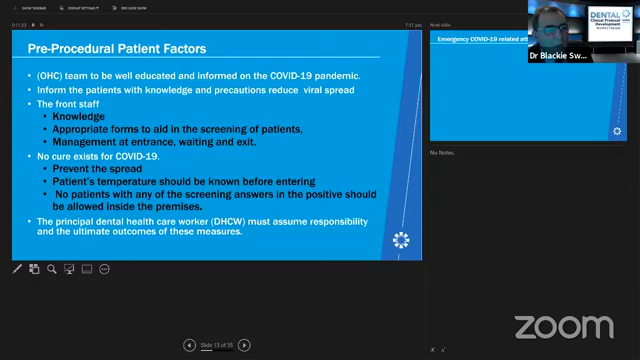 SHOW TASKBAR
DISPLAY SETTINGS
END SLIDE SHOW
0:11:23
7:17 pm
Next slide
Pre-Procedural Patient Factors
(OHC) team to be well educated and informed on the COVID-19 pandemic.
Inform the patients with knowledge and precautions reduce viral spread
The front staff
Knowledge
Appropriate forms to aid in the screening of patients,
Management at entrance, waiting and exit.
No cure exists for COVID-19.
Prevent the spread
Patient's temperature should be known before entering
No patients with any of the screening answers in the positive should
be allowed inside the premises.
The principal dental health care worker (DHCW) must assume responsibility
and the ultimate outcomes of these measures.
Slide 13 of 35
Emergency COVID-19 related att
DENTAL
Clinical Protocol
Development
Dr Blackie Sw...
No Notes.
zoom